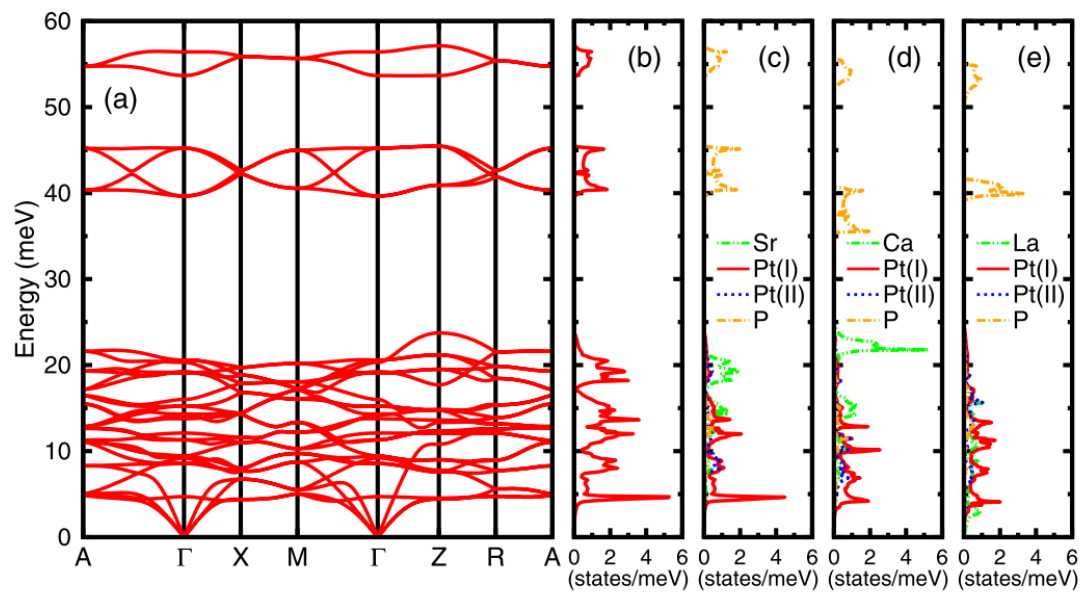 60
50
40
30
20
10
0
Energy (meV)
(a)
A Γ X M Γ Z R A
(b)
0 2 4 6
(states/meV)
(c)
Sr
Pt(I)
Pt(II)
P
0 2 4 6
(states/meV)
(d)
Ca
Pt(I)
Pt(II)
P
0 2 4 6
(states/meV)
(e)
La
Pt(I)
Pt(II)
P
0 2 4 6
(states/meV)